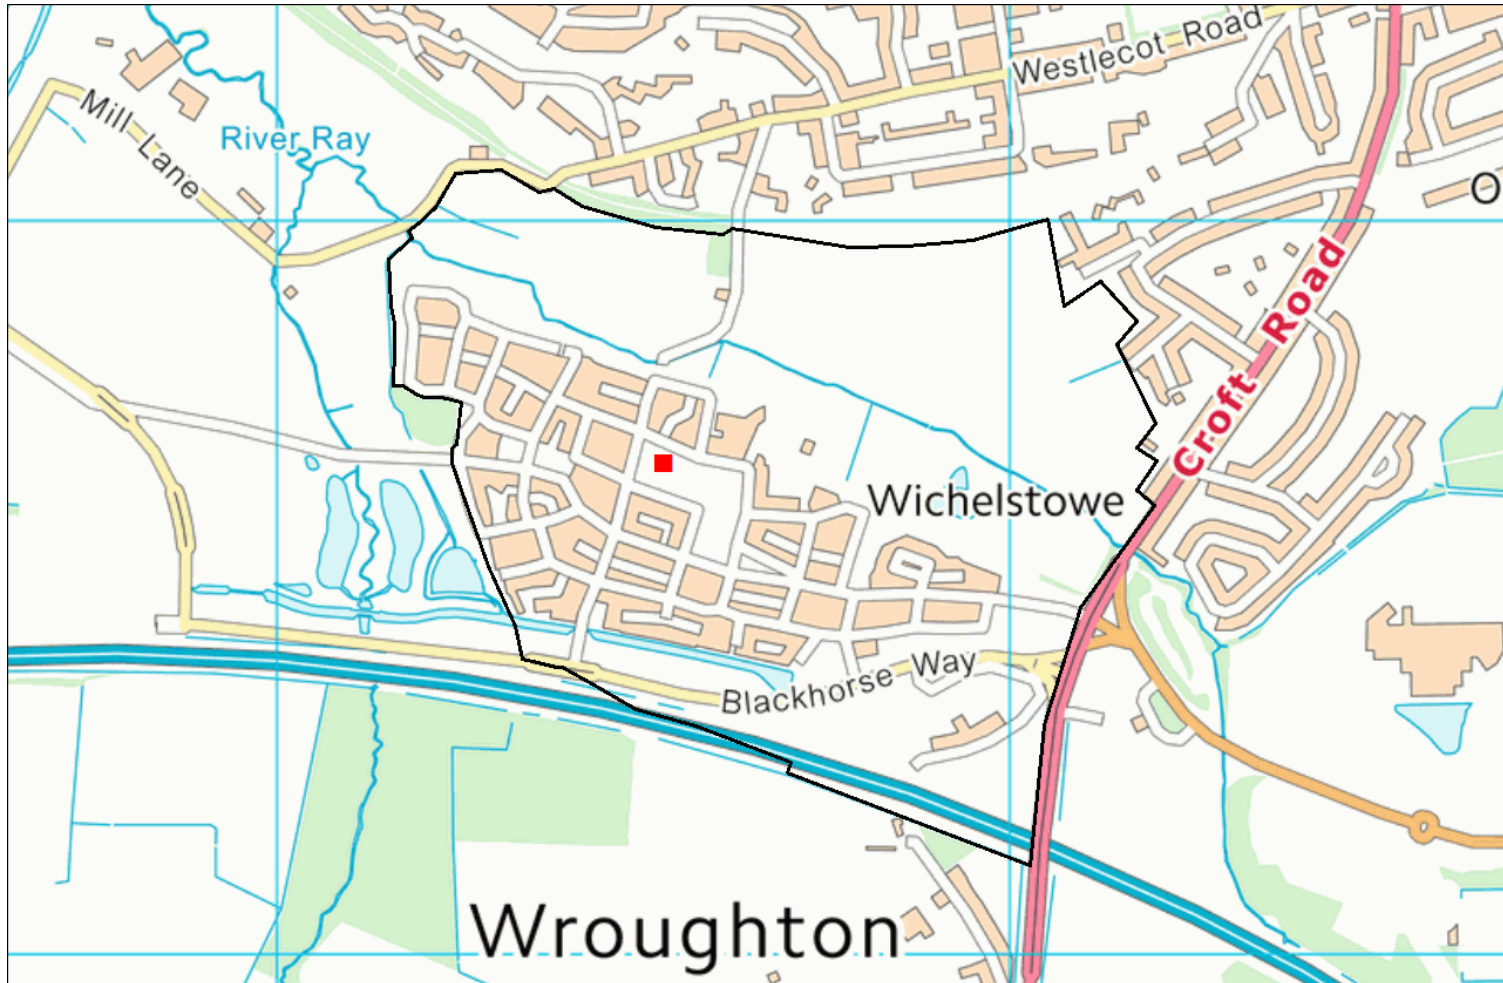 Westlecot Road
Mill Lane
River Ray
O
Croft Road
Wichelstowe
Blackhorse Way
Wroughton